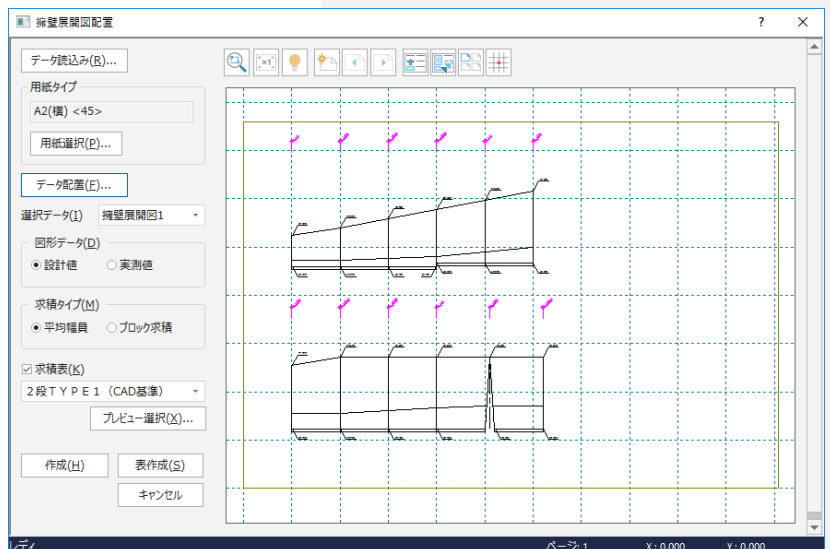 擁壁展開図配置
データ読込み(R)...
用紙タイプ
A2(横) <45>
用紙選択(P)...
データ配置(F)...
選択データ(I) 擁壁展開図1
図形データ(D)
設計値 実測値
求積タイプ(M)
平均幅員 ブロック求積
求積表(K)
2段TYPE1 (CAD基準)
プレビュー選択(X)...
作成(H) 表作成(S)
キャンセル
×1
レディ ページ: 1 X : 0.000 Y : 0.000